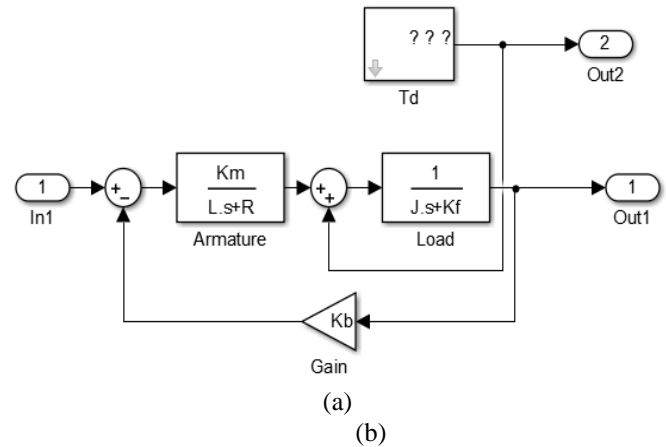 ? ? ?
Td
2
Out2
1
In1
+
−
Km
L.s+R
Armature
+
+
1
J.s+Kf
Load
1
Out1
Kb
Gain
(a)
(b)